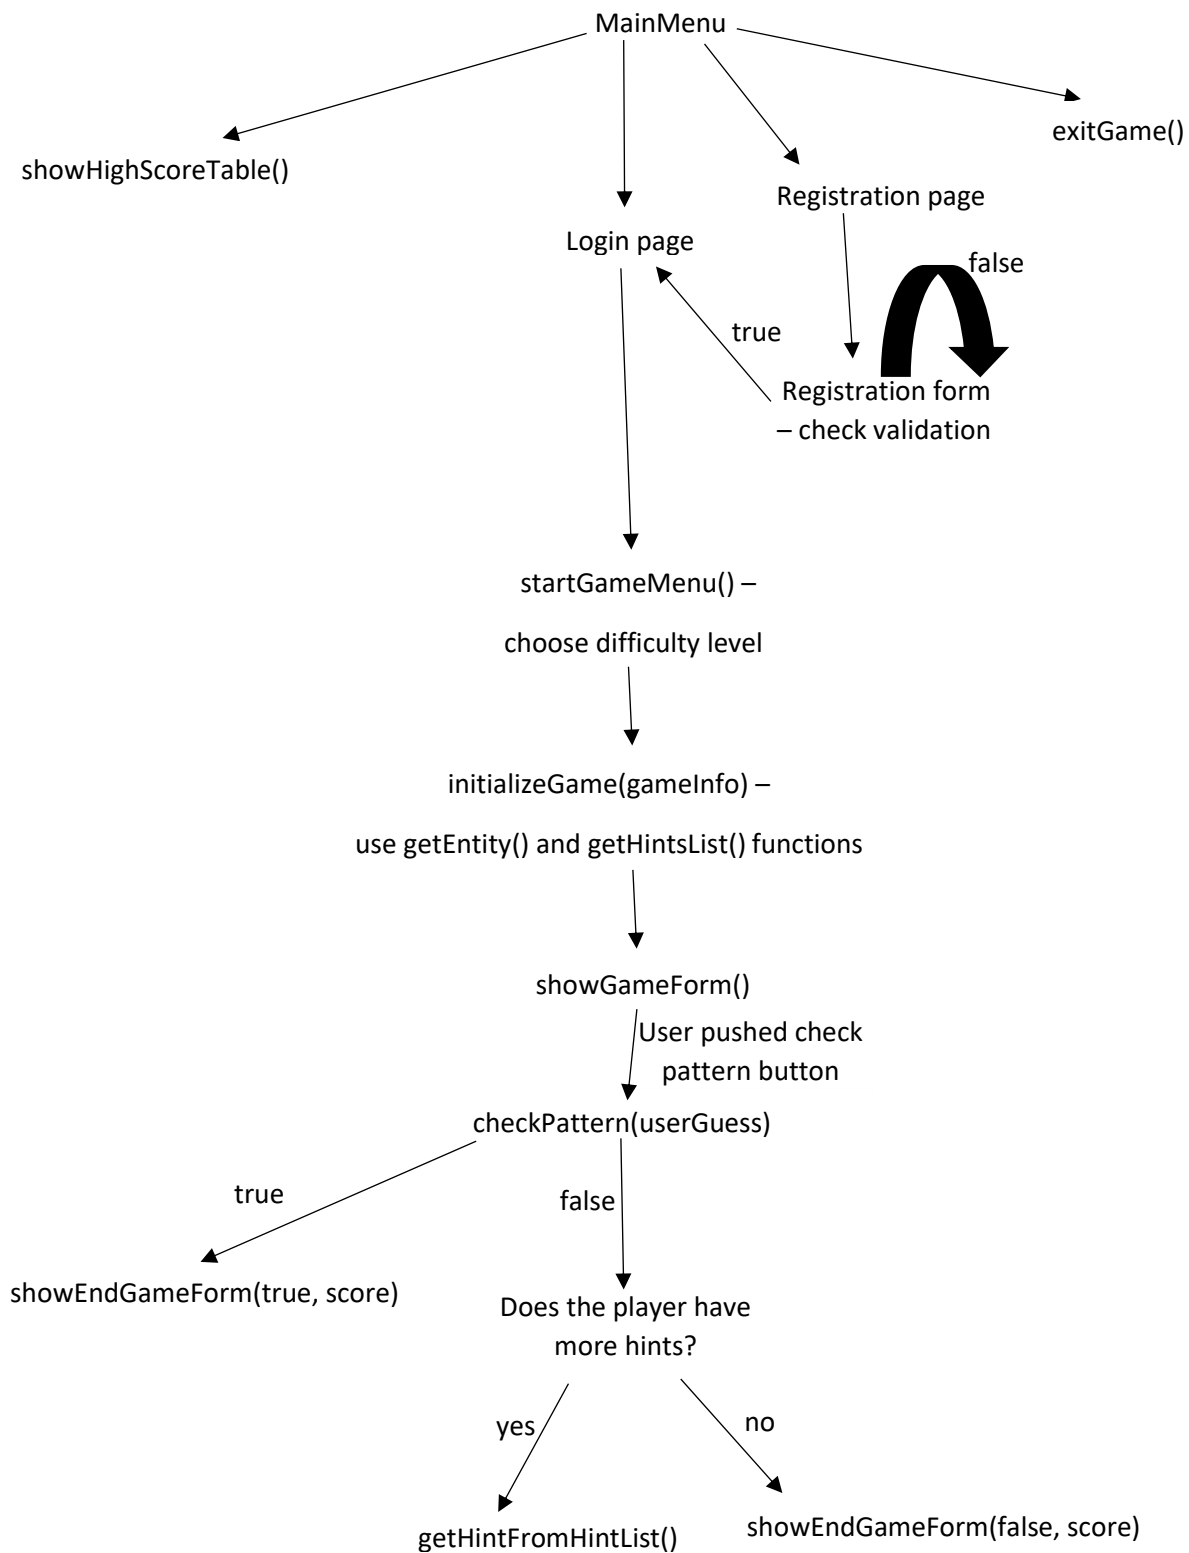 MainMenu
exitGame()
showHighScoreTable()
Registration page
Login page
false
true
Registration form
– check validation
startGameMenu() –
choose difficulty level
initializeGame(gameInfo) –
use getEntity() and getHintsList() functions
showGameForm()
User pushed check
pattern button
checkPattern(userGuess)
true
false
showEndGameForm(true, score)
Does the player have
more hints?
yes
no
getHintFromHintList()
showEndGameForm(false, score)